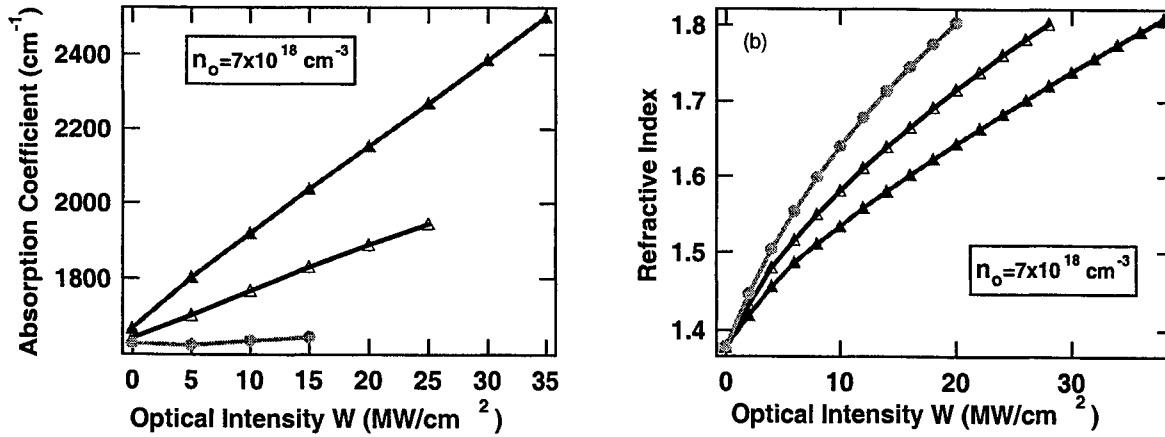 Absorption Coefficient (cm⁻¹)
2400
2200
2000
1800
n₀=7x10¹⁸ cm⁻³
0 5 10 15 20 25 30 35
Optical Intensity W (MW/cm²)
Refractive Index
1.8
1.7
1.6
1.5
1.4
(b)
n₀=7x10¹⁸ cm⁻³
0 10 20 30
Optical Intensity W (MW/cm²)